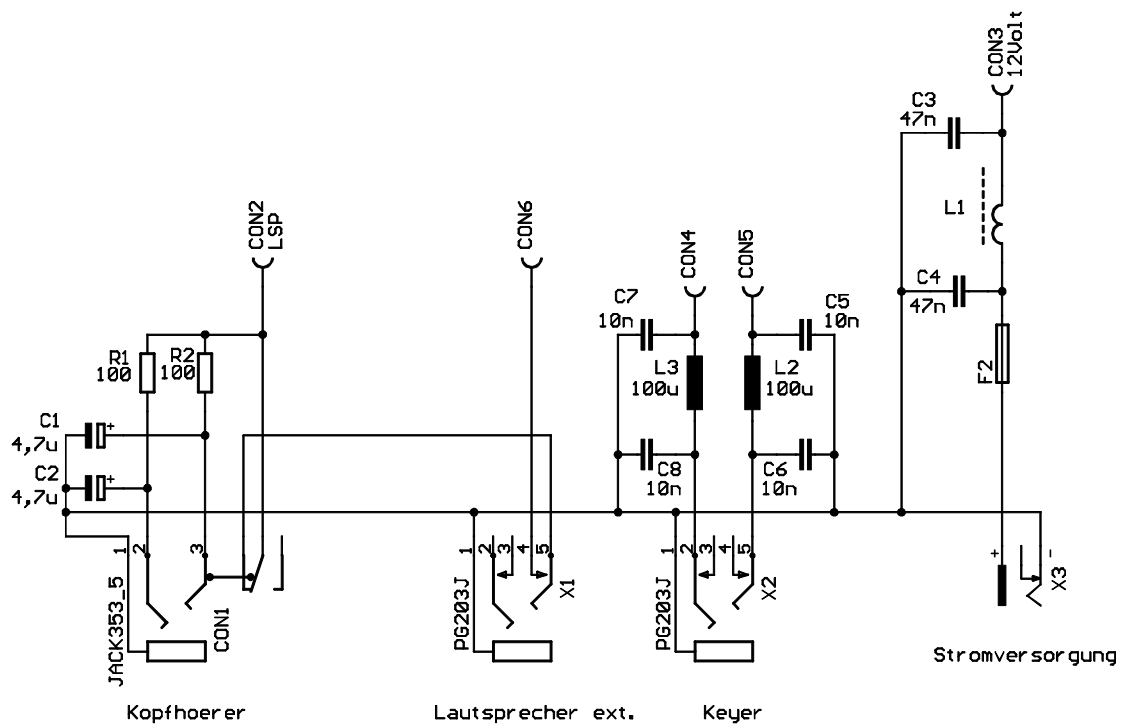 CON3
12Volt
C3
47n
L1
CON2
LSP
CON6
CON4
CON5
C4
47n
C7
10n
C5
10n
R1
100
R2
100
L3
100u
L2
100u
F2
C1
4,7u
+
C2
4,7u
+
C8
10n
C6
10n
1
2
3
1
2
3
4
5
1
2
3
4
5
+
-
JACK353_5
CON1
PG203J
X1
PG203J
X2
X3
Stromversorgung
Kopfhoerer
Lautsprecher ext.
Keyer